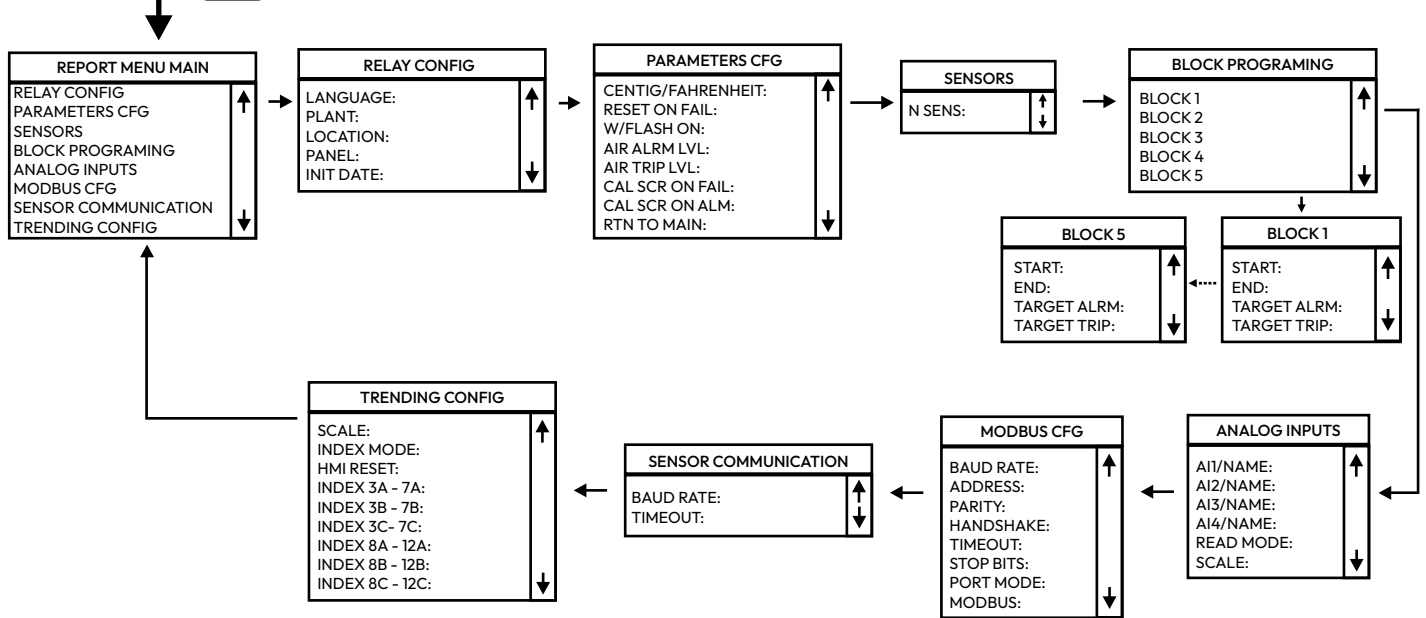 REPORT MENU MAIN
RELAY CONFIG
PARAMETERS CFG
SENSORS
BLOCK PROGRAMING
ANALOG INPUTS
MODBUS CFG
SENSOR COMMUNICATION
TRENDING CONFIG
RELAY CONFIG
LANGUAGE:
PLANT:
LOCATION:
PANEL:
INIT DATE:
PARAMETERS CFG
CENTIG/FAHRENHEIT:
RESET ON FAIL:
W/FLASH ON:
AIR ALRM LVL:
AIR TRIP LVL:
CAL SCR ON FAIL:
CAL SCR ON ALM:
RTN TO MAIN:
SENSORS
N SENS:
BLOCK PROGRAMING
BLOCK 1
BLOCK 2
BLOCK 3
BLOCK 4
BLOCK 5
BLOCK 1
START:
END:
TARGET ALRM:
TARGET TRIP:
BLOCK 5
START:
END:
TARGET ALRM:
TARGET TRIP:
ANALOG INPUTS
AI1/NAME:
AI2/NAME:
AI3/NAME:
AI4/NAME:
READ MODE:
SCALE:
MODBUS CFG
BAUD RATE:
ADDRESS:
PARITY:
HANDSHAKE:
TIMEOUT:
STOP BITS:
PORT MODE:
MODBUS:
SENSOR COMMUNICATION
BAUD RATE:
TIMEOUT:
TRENDING CONFIG
SCALE:
INDEX MODE:
HMI RESET:
INDEX 3A - 7A:
INDEX 3B - 7B:
INDEX 3C- 7C:
INDEX 8A - 12A:
INDEX 8B - 12B:
INDEX 8C - 12C: